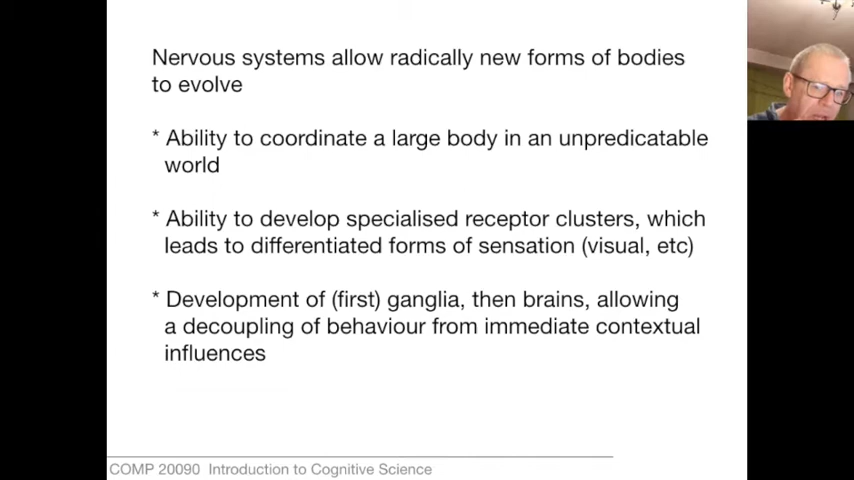 Nervous systems allow radically new forms of bodies
to evolve
* Ability to coordinate a large body in an unpredicatable
world
* Ability to develop specialised receptor clusters, which
leads to differentiated forms of sensation (visual, etc)
* Development of (first) ganglia, then brains, allowing
a decoupling of behaviour from immediate contextual
influences
COMP 20090 Introduction to Cognitive Science